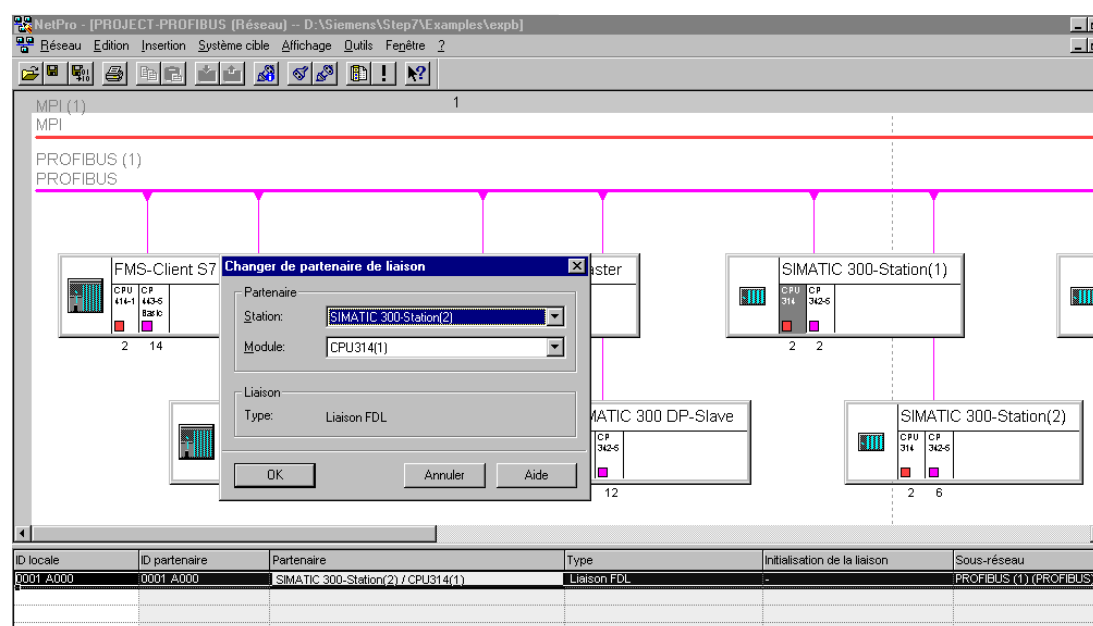 NetPro - [PROJECT-PROFIBUS (Réseau) -- D:\Siemens\Step7\Examples\expb]
Réseau Edition Insertion Système cible Affichage Outils Fenêtre ?
MPI (1) 1
MPI
PROFIBUS (1)
PROFIBUS
FMS-Client S7
CPU CP
414-1 443-5
Basic
2 14
aster
SIMATIC 300-Station(1)
CPU CP
314 342-5
2 2
Changer de partenaire de liaison
Partenaire
Station: SIMATIC 300-Station(2)
Module: CPU314(1)
Liaison
Type: Liaison FDL
OK Annuler Aide
MATIC 300 DP-Slave
CP
342-5
12
SIMATIC 300-Station(2)
CPU CP
314 342-5
2 6
ID locale ID partenaire Partenaire Type Initialisation de la liaison Sous-réseau
0001 A000 0001 A000 SIMATIC 300-Station(2) / CPU314(1) Liaison FDL - PROFIBUS (1) (PROFIBUS)